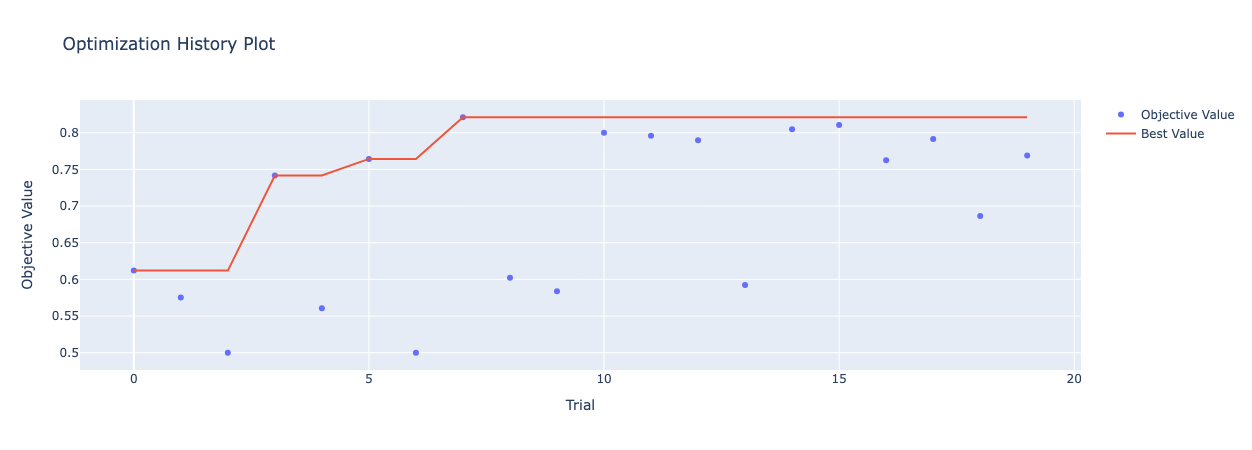 Optimization History Plot
Objective Value
Best Value
0.8
0.75
0.7
0.65
0.6
0.55
0.5
Objective Value
0
5
10
15
20
Trial